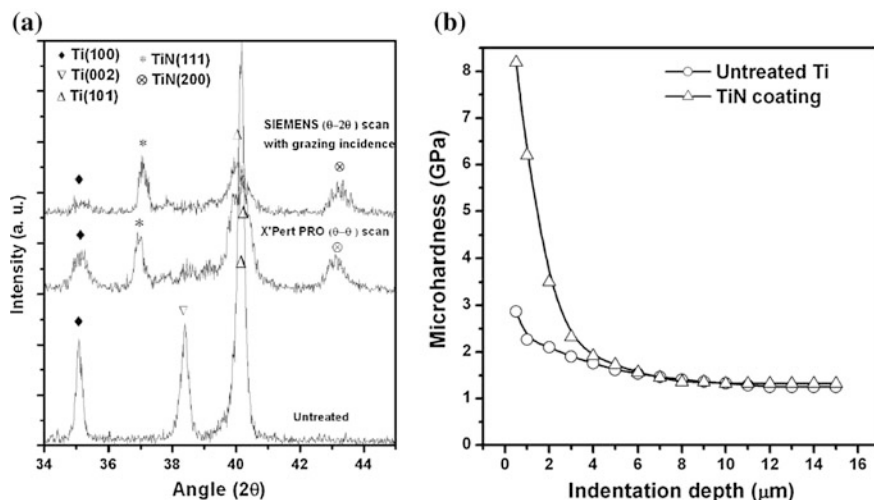 (a)
♦ Ti(100) ✳ TiN(111)
▽ Ti(002) ⊗ TiN(200)
△ Ti(101)
SIEMENS (θ-2θ) scan
with grazing incidence
X'Pert PRO (θ-θ) scan
Untreated
Intensity (a. u.)
34 36 38 40 42 44
Angle (2θ)
(b)
Untreated Ti
TiN coating
Microhardness (GPa)
8
7
6
5
4
3
2
1
0
0 2 4 6 8 10 12 14 16
Indentation depth (μm)